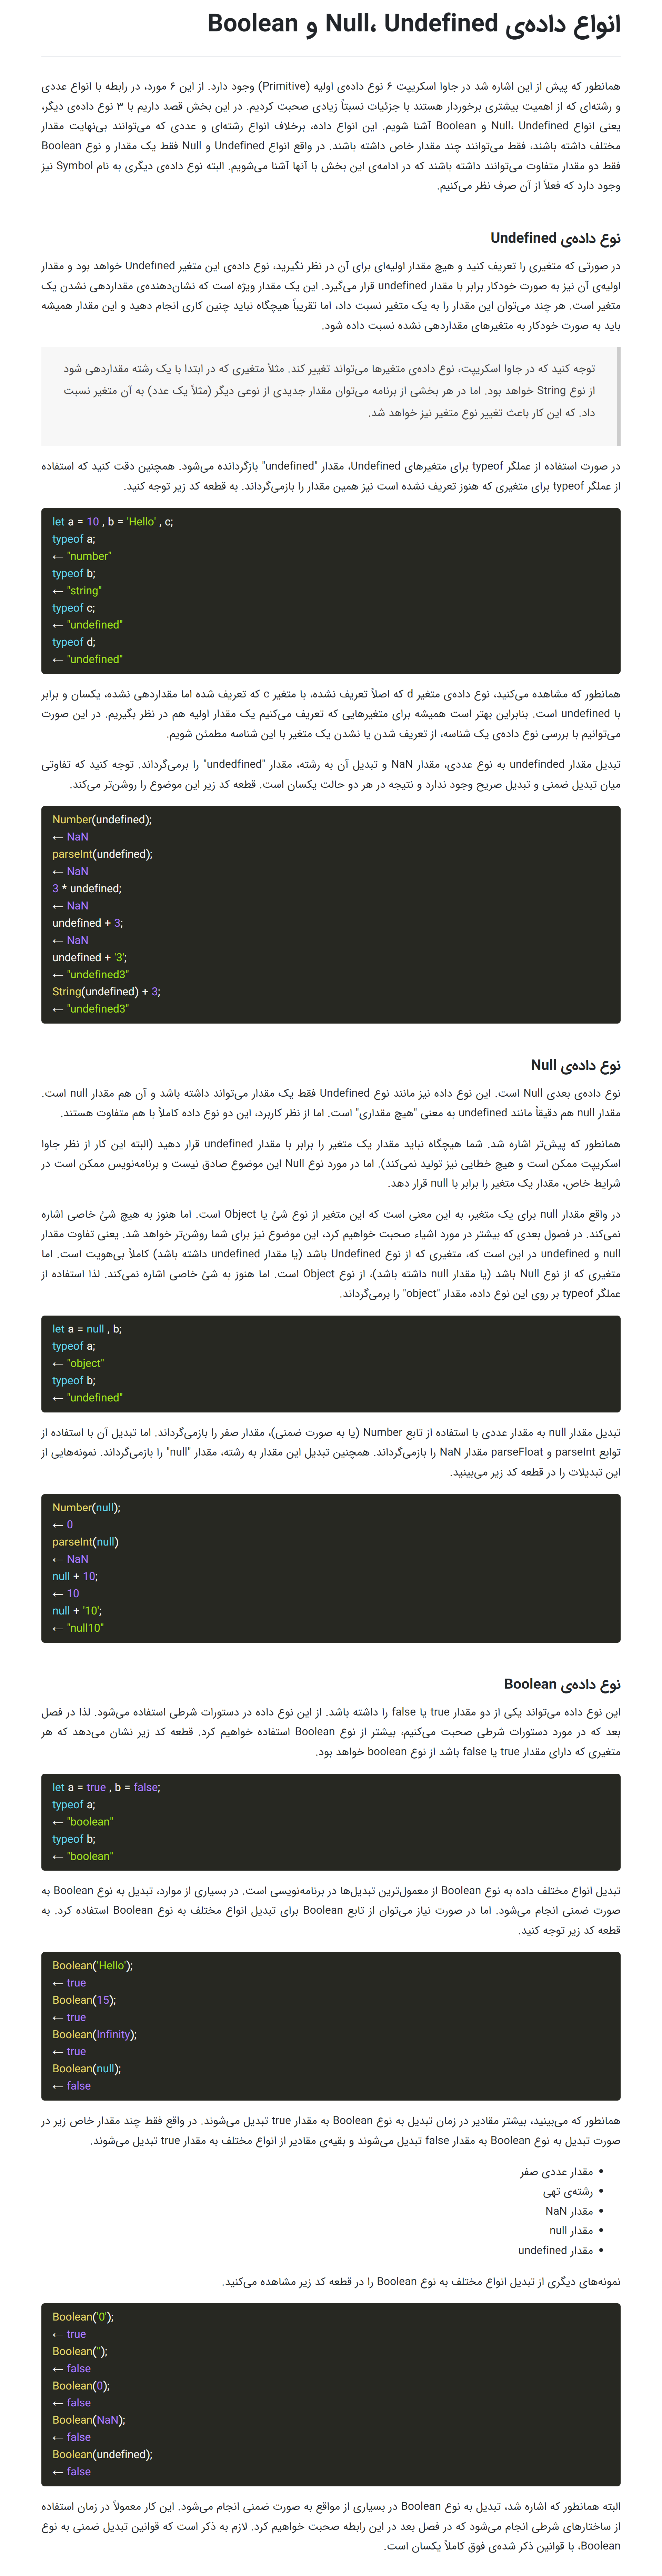 انواع داده‌ی Null، Undefined و Boolean
همانطور که پیش از این اشاره شد در جاوا اسکریپت ۶ نوع داده‌ی اولیه (Primitive) وجود دارد. از این ۶ مورد، در رابطه با انواع عددی
و رشته‌ای که از اهمیت بیشتری برخوردار هستند با جزئیات نسبتاً زیادی صحبت کردیم. در این بخش قصد داریم با ۳ نوع داده‌ی دیگر،
یعنی انواع Null، Undefined و Boolean آشنا شویم. این انواع داده، برخلاف انواع رشته‌ای و عددی که می‌توانند بی‌نهایت مقدار
مختلف داشته باشند، فقط می‌توانند چند مقدار خاص داشته باشند. در واقع انواع Undefined و Null فقط یک مقدار و نوع Boolean
فقط دو مقدار متفاوت می‌توانند داشته باشند که در ادامه‌ی این بخش با آنها آشنا می‌شویم. البته نوع داده‌ی دیگری به نام Symbol نیز
وجود دارد که فعلاً از آن صرف نظر می‌کنیم.
نوع داده‌ی Undefined
در صورتی که متغیری را تعریف کنید و هیچ مقدار اولیه‌ای برای آن در نظر نگیرید، نوع داده‌ی این متغیر Undefined خواهد بود و مقدار
اولیه‌ی آن نیز به صورت خودکار برابر با مقدار undefined قرار می‌گیرد. این یک مقدار ویژه است که نشان‌دهنده‌ی مقداردهی نشدن یک
متغیر است. هر چند می‌توان این مقدار را به یک متغیر نسبت داد، اما تقریباً هیچگاه نباید چنین کاری انجام دهید و این مقدار همیشه
باید به صورت خودکار به متغیرهای مقداردهی نشده نسبت داده شود.
توجه کنید که در جاوا اسکریپت، نوع داده‌ی متغیرها می‌تواند تغییر کند. مثلاً متغیری که در ابتدا با یک رشته مقداردهی شود
از نوع String خواهد بود. اما در هر بخشی از برنامه می‌توان مقدار جدیدی از نوعی دیگر (مثلاً یک عدد) به آن متغیر نسبت
داد. که این کار باعث تغییر نوع متغیر نیز خواهد شد.
در صورت استفاده از عملگر typeof برای متغیرهای Undefined، مقدار "undefined" بازگردانده می‌شود. همچنین دقت کنید که استفاده
از عملگر typeof برای متغیری که هنوز تعریف نشده است نیز همین مقدار را بازمی‌گرداند. به قطعه کد زیر توجه کنید.
let a = 10 , b = 'Hello' , c;
typeof a;
← "number"
typeof b;
← "string"
typeof c;
← "undefined"
typeof d;
← "undefined"
همانطور که مشاهده می‌کنید، نوع داده‌ی متغیر d که اصلاً تعریف نشده، با متغیر c که تعریف شده اما مقداردهی نشده، یکسان و برابر
با undefined است. بنابراین بهتر است همیشه برای متغیرهایی که تعریف می‌کنیم یک مقدار اولیه هم در نظر بگیریم. در این صورت
می‌توانیم با بررسی نوع داده‌ی یک شناسه، از تعریف شدن یا نشدن یک متغیر با این شناسه مطمئن شویم.
تبدیل مقدار undefinded به نوع عددی، مقدار NaN و تبدیل آن به رشته، مقدار "undedfined" را برمی‌گرداند. توجه کنید که تفاوتی
میان تبدیل ضمنی و تبدیل صریح وجود ندارد و نتیجه در هر دو حالت یکسان است. قطعه کد زیر این موضوع را روشن‌تر می‌کند.
Number(undefined);
← NaN
parseInt(undefined);
← NaN
3 * undefined;
← NaN
undefined + 3;
← NaN
undefined + '3';
← "undefined3"
String(undefined) + 3;
← "undefined3"
نوع داده‌ی Null
نوع داده‌ی بعدی Null است. این نوع داده نیز مانند نوع Undefined فقط یک مقدار می‌تواند داشته باشد و آن هم مقدار null است.
مقدار null هم دقیقاً مانند undefined به معنی "هیچ مقداری" است. اما از نظر کاربرد، این دو نوع داده کاملاً با هم متفاوت هستند.
همانطور که پیش‌تر اشاره شد. شما هیچگاه نباید مقدار یک متغیر را برابر با مقدار undefined قرار دهید (البته این کار از نظر جاوا
اسکریپت ممکن است و هیچ خطایی نیز تولید نمی‌کند). اما در مورد نوع Null این موضوع صادق نیست و برنامه‌نویس ممکن است در
شرایط خاص، مقدار یک متغیر را برابر با null قرار دهد.
در واقع مقدار null برای یک متغیر، به این معنی است که این متغیر از نوع شئ یا Object است. اما هنوز به هیچ شئ خاصی اشاره
نمی‌کند. در فصول بعدی که بیشتر در مورد اشیاء صحبت خواهیم کرد، این موضوع نیز برای شما روشن‌تر خواهد شد. یعنی تفاوت مقدار
null و undefined در این است که، متغیری که از نوع Undefined باشد (یا مقدار undefined داشته باشد) کاملاً بی‌هویت است. اما
متغیری که از نوع Null باشد (یا مقدار null داشته باشد)، از نوع Object است. اما هنوز به شئ خاصی اشاره نمی‌کند. لذا استفاده از
عملگر typeof بر روی این نوع داده، مقدار "object" را برمی‌گرداند.
let a = null , b;
typeof a;
← "object"
typeof b;
← "undefined"
تبدیل مقدار null به مقدار عددی با استفاده از تابع Number (یا به صورت ضمنی)، مقدار صفر را بازمی‌گرداند. اما تبدیل آن با استفاده از
توابع parseInt و parseFloat مقدار NaN را بازمی‌گرداند. همچنین تبدیل این مقدار به رشته، مقدار "null" را بازمی‌گرداند. نمونه‌هایی از
این تبدیلات را در قطعه کد زیر می‌بینید.
Number(null);
← 0
parseInt(null)
← NaN
null + 10;
← 10
null + '10';
← "null10"
نوع داده‌ی Boolean
این نوع داده می‌تواند یکی از دو مقدار true یا false را داشته باشد. از این نوع داده در دستورات شرطی استفاده می‌شود. لذا در فصل
بعد که در مورد دستورات شرطی صحبت می‌کنیم، بیشتر از نوع Boolean استفاده خواهیم کرد. قطعه کد زیر نشان می‌دهد که هر
متغیری که دارای مقدار true یا false باشد از نوع boolean خواهد بود.
let a = true , b = false;
typeof a;
← "boolean"
typeof b;
← "boolean"
تبدیل انواع مختلف داده به نوع Boolean از معمول‌ترین تبدیل‌ها در برنامه‌نویسی است. در بسیاری از موارد، تبدیل به نوع Boolean به
صورت ضمنی انجام می‌شود. اما در صورت نیاز می‌توان از تابع Boolean برای تبدیل انواع مختلف به نوع Boolean استفاده کرد. به
قطعه کد زیر توجه کنید.
Boolean('Hello');
← true
Boolean(15);
← true
Boolean(Infinity);
← true
Boolean(null);
← false
همانطور که می‌بینید، بیشتر مقادیر در زمان تبدیل به نوع Boolean به مقدار true تبدیل می‌شوند. در واقع فقط چند مقدار خاص زیر در
صورت تبدیل به نوع Boolean به مقدار false تبدیل می‌شوند و بقیه‌ی مقادیر از انواع مختلف به مقدار true تبدیل می‌شوند.
• مقدار عددی صفر
• رشته‌ی تهی
• مقدار NaN
• مقدار null
• مقدار undefined
نمونه‌های دیگری از تبدیل انواع مختلف به نوع Boolean را در قطعه کد زیر مشاهده می‌کنید.
Boolean('0');
← true
Boolean('');
← false
Boolean(0);
← false
Boolean(NaN);
← false
Boolean(undefined);
← false
البته همانطور که اشاره شد، تبدیل به نوع Boolean در بسیاری از مواقع به صورت ضمنی انجام می‌شود. این کار معمولاً در زمان استفاده
از ساختارهای شرطی انجام می‌شود که در فصل بعد در این رابطه صحبت خواهیم کرد. لازم به ذکر است که قوانین تبدیل ضمنی به نوع
Boolean، با قوانین ذکر شده‌ی فوق کاملاً یکسان است.